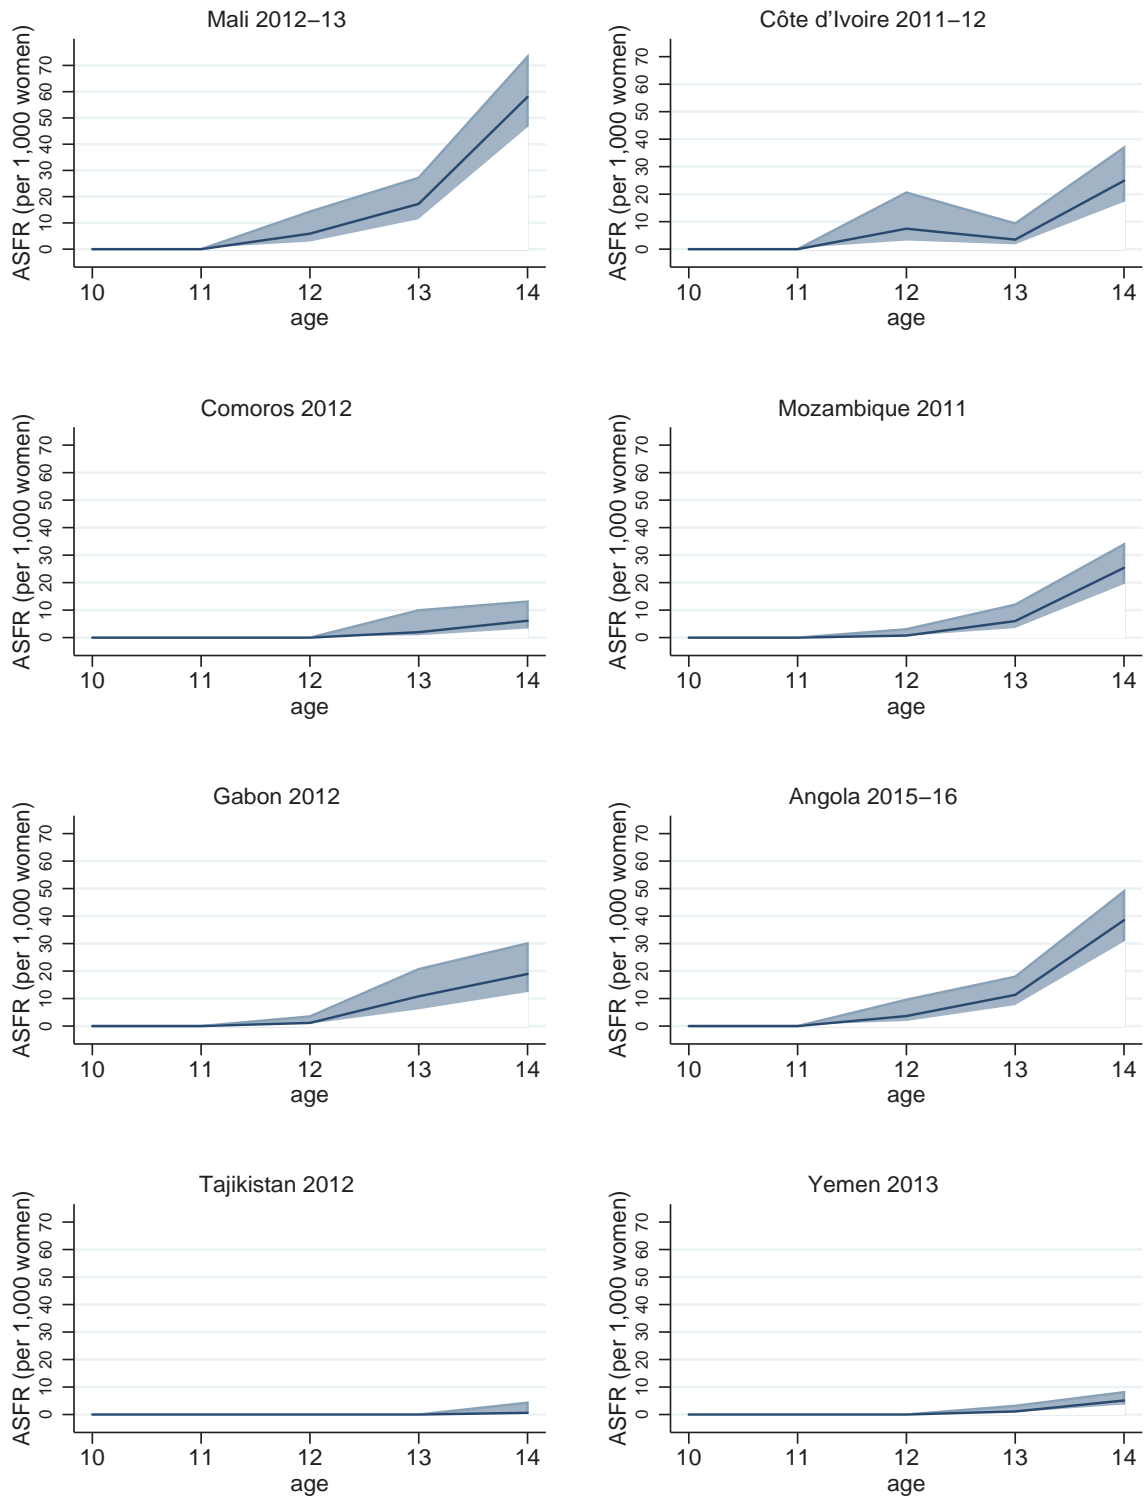 Mali 2012–13
ASFR (per 1,000 women)
70
60
50
40
30
20
10
0
10 11 12 13 14
age
Côte d’Ivoire 2011–12
ASFR (per 1,000 women)
70
60
50
40
30
20
10
0
10 11 12 13 14
age
Comoros 2012
ASFR (per 1,000 women)
70
60
50
40
30
20
10
0
10 11 12 13 14
age
Mozambique 2011
ASFR (per 1,000 women)
70
60
50
40
30
20
10
0
10 11 12 13 14
age
Gabon 2012
ASFR (per 1,000 women)
70
60
50
40
30
20
10
0
10 11 12 13 14
age
Angola 2015–16
ASFR (per 1,000 women)
70
60
50
40
30
20
10
0
10 11 12 13 14
age
Tajikistan 2012
ASFR (per 1,000 women)
70
60
50
40
30
20
10
0
10 11 12 13 14
age
Yemen 2013
ASFR (per 1,000 women)
70
60
50
40
30
20
10
0
10 11 12 13 14
age